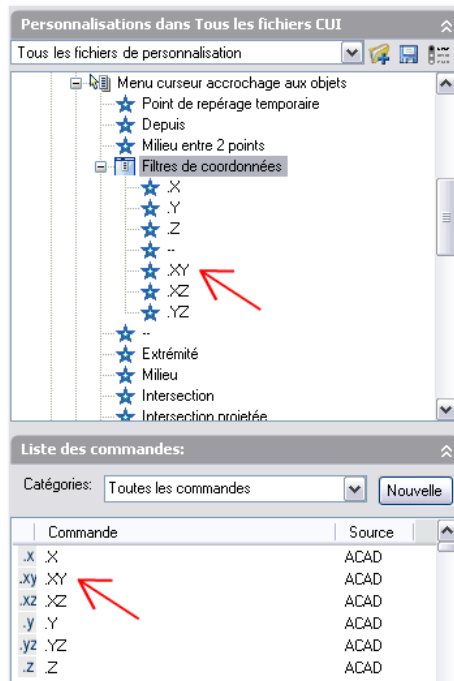 Personnalisations dans Tous les fichiers CUI
Tous les fichiers de personnalisation
Menu curseur accrochage aux objets
Point de repérage temporaire
Depuis
Milieu entre 2 points
Filtres de coordonnées
.X
.Y
.Z
--
.XY
.XZ
.YZ
--
Extrémité
Milieu
Intersection
Intersection projetée
Liste des commandes:
Catégories: Toutes les commandes Nouvelle
Commande Source
.x .X ACAD
.xy .XY ACAD
.xz .XZ ACAD
.y .Y ACAD
.yz .YZ ACAD
.z .Z ACAD